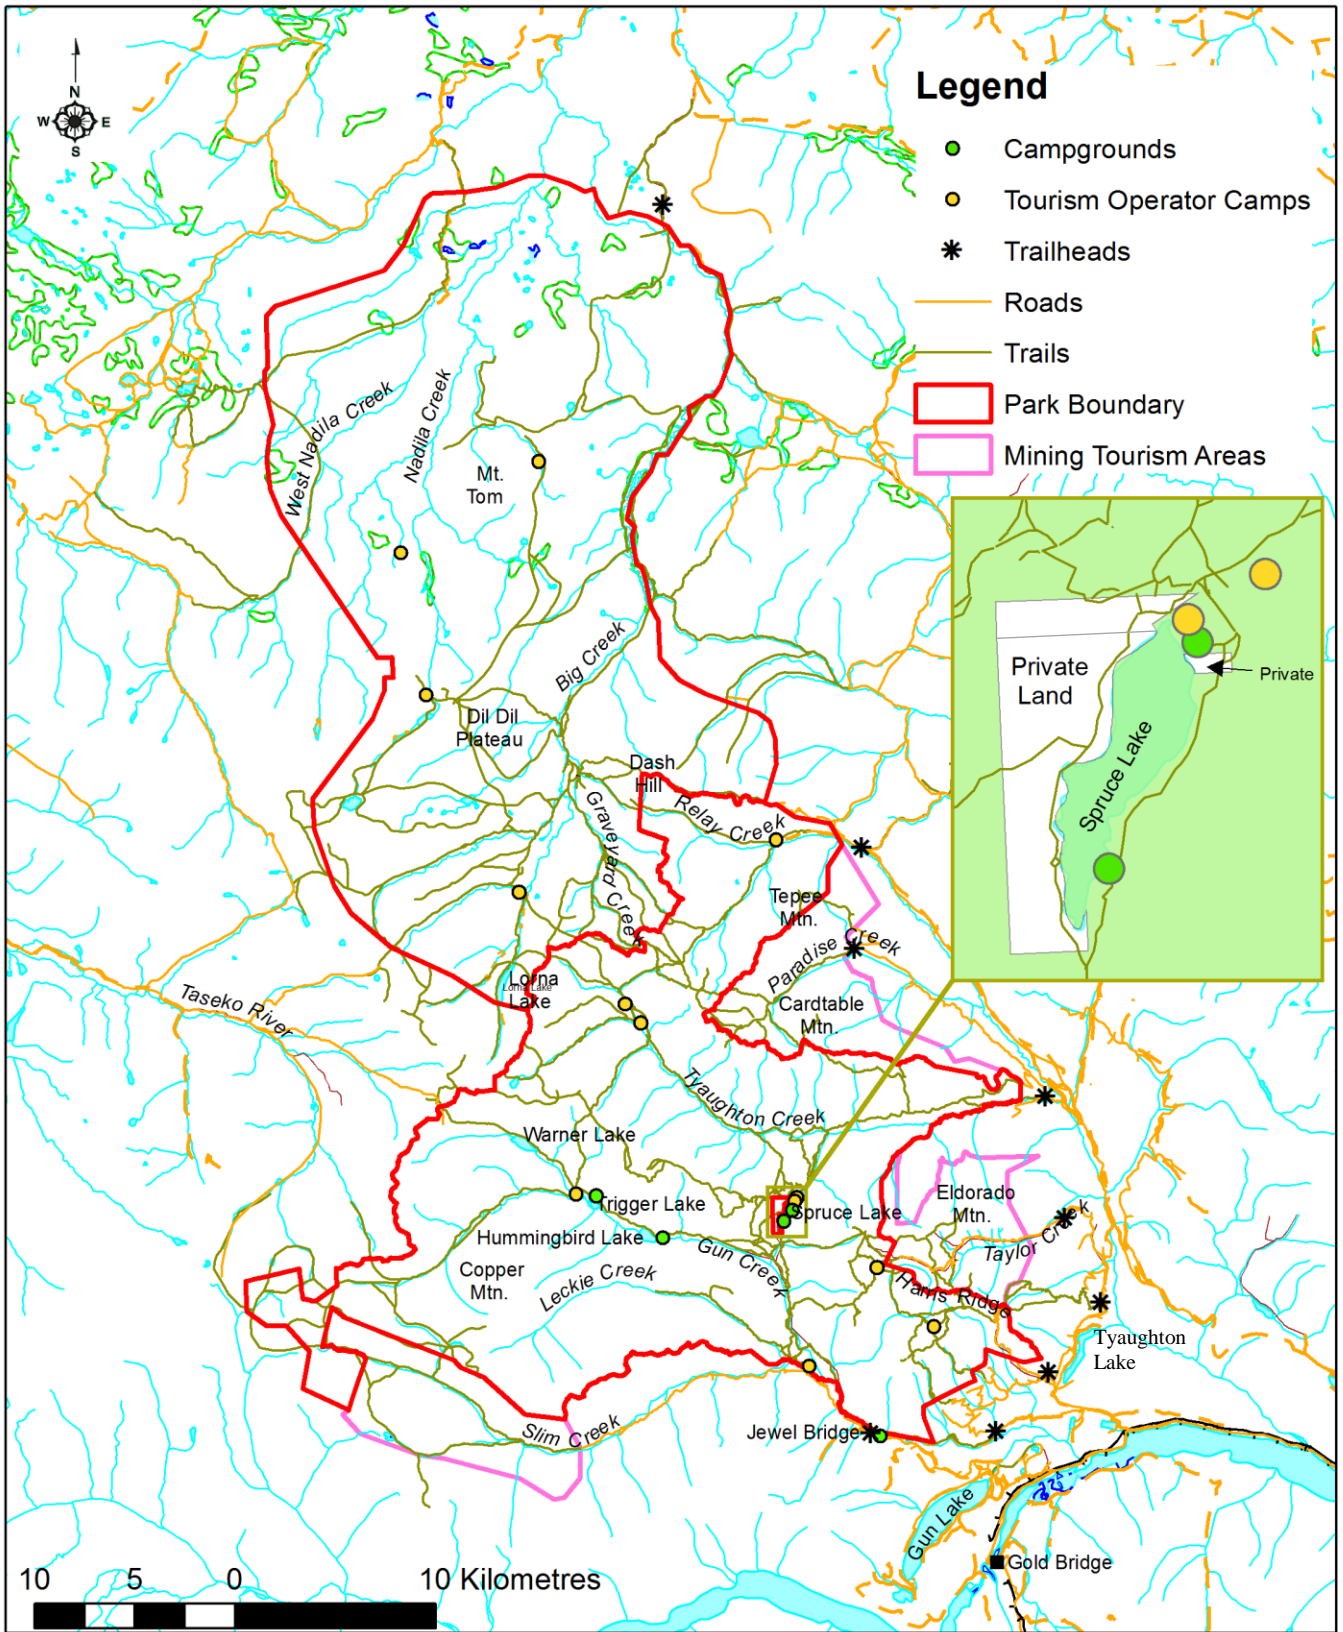 N
W E
S
Legend
Campgrounds
Tourism Operator Camps
Trailheads
Roads
Trails
Park Boundary
Mining Tourism Areas
West Nadila Creek
Nadila Creek
Mt.
Tom
Big Creek
Dil Dil
Plateau
Dash
Hill
Relay Creek
Graveyard Creek
Tepee
Mtn.
Paradise Creek
Cardtable
Mtn.
Lorna
Lake
Lorna Lake
Taseko River
Tyaughton Creek
Warner Lake
Trigger Lake
Spruce Lake
Hummingbird Lake
Gun Creek
Copper
Mtn.
Leckie Creek
Eldorado
Mtn.
Taylor Creek
Harris Ridge
Tyaughton
Lake
Slim Creek
Jewel Bridge
Gun Lake
Gold Bridge
Private
Land
Private
Spruce Lake
10 5 0 10 Kilometres